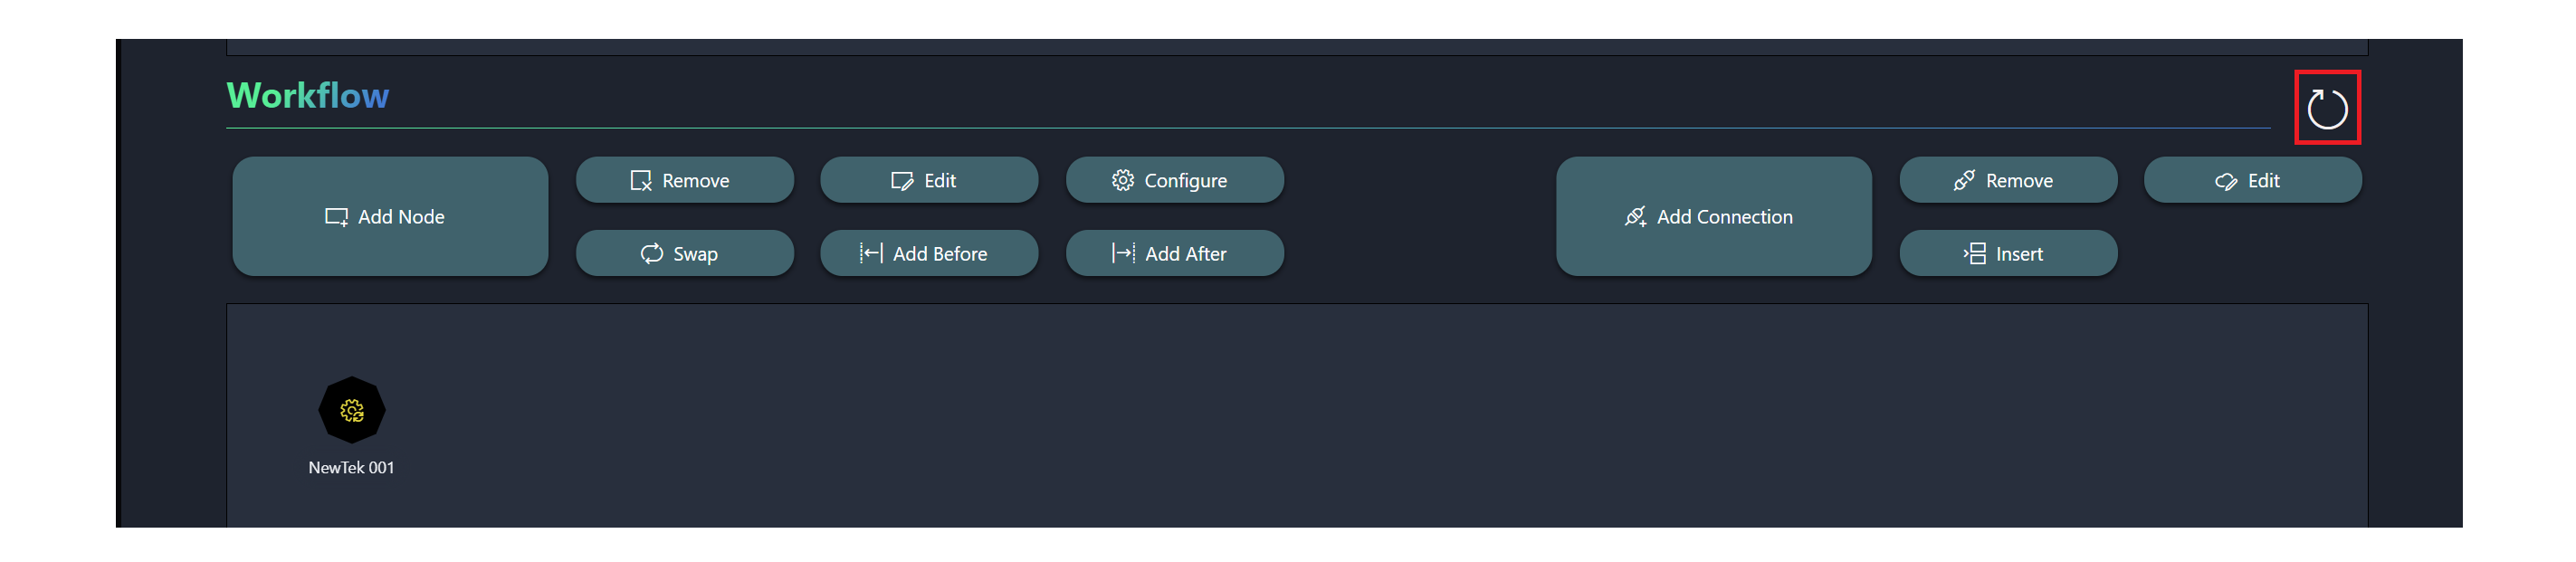 Workflow
Add Node
Remove
Edit
Configure
Swap
Add Before
Add After
Add Connection
Remove
Edit
Insert
NewTek 001